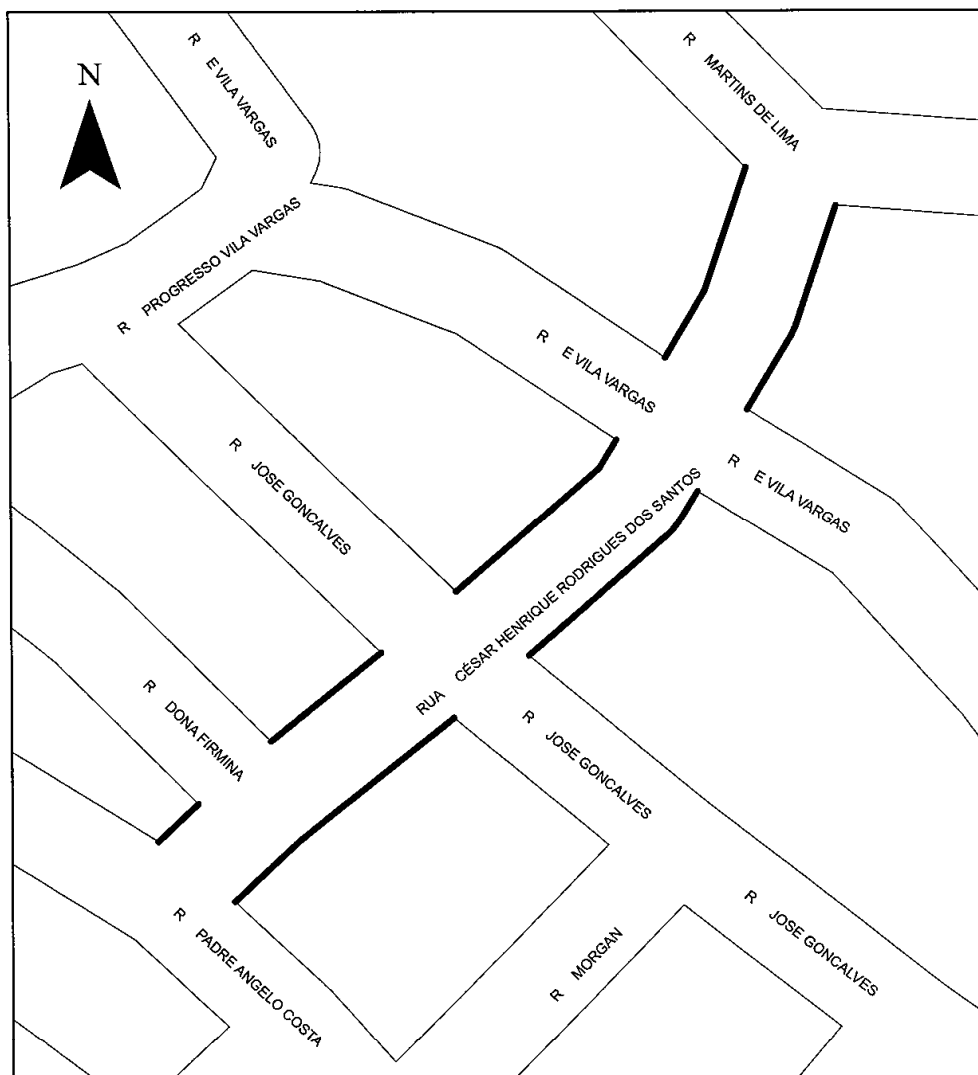 R E VILA VARGAS
R MARTINS DE LIMA
N
R PROGRESSO VILA VARGAS
R E VILA VARGAS
R JOSE GONCALVES
R E VILA VARGAS
RUA CÉSAR HENRIQUE RODRIGUES DOS SANTOS
R DONA FIRMINA
R JOSE GONCALVES
R JOSE GONCALVES
R PADRE ANGELO COSTA
R MORGAN